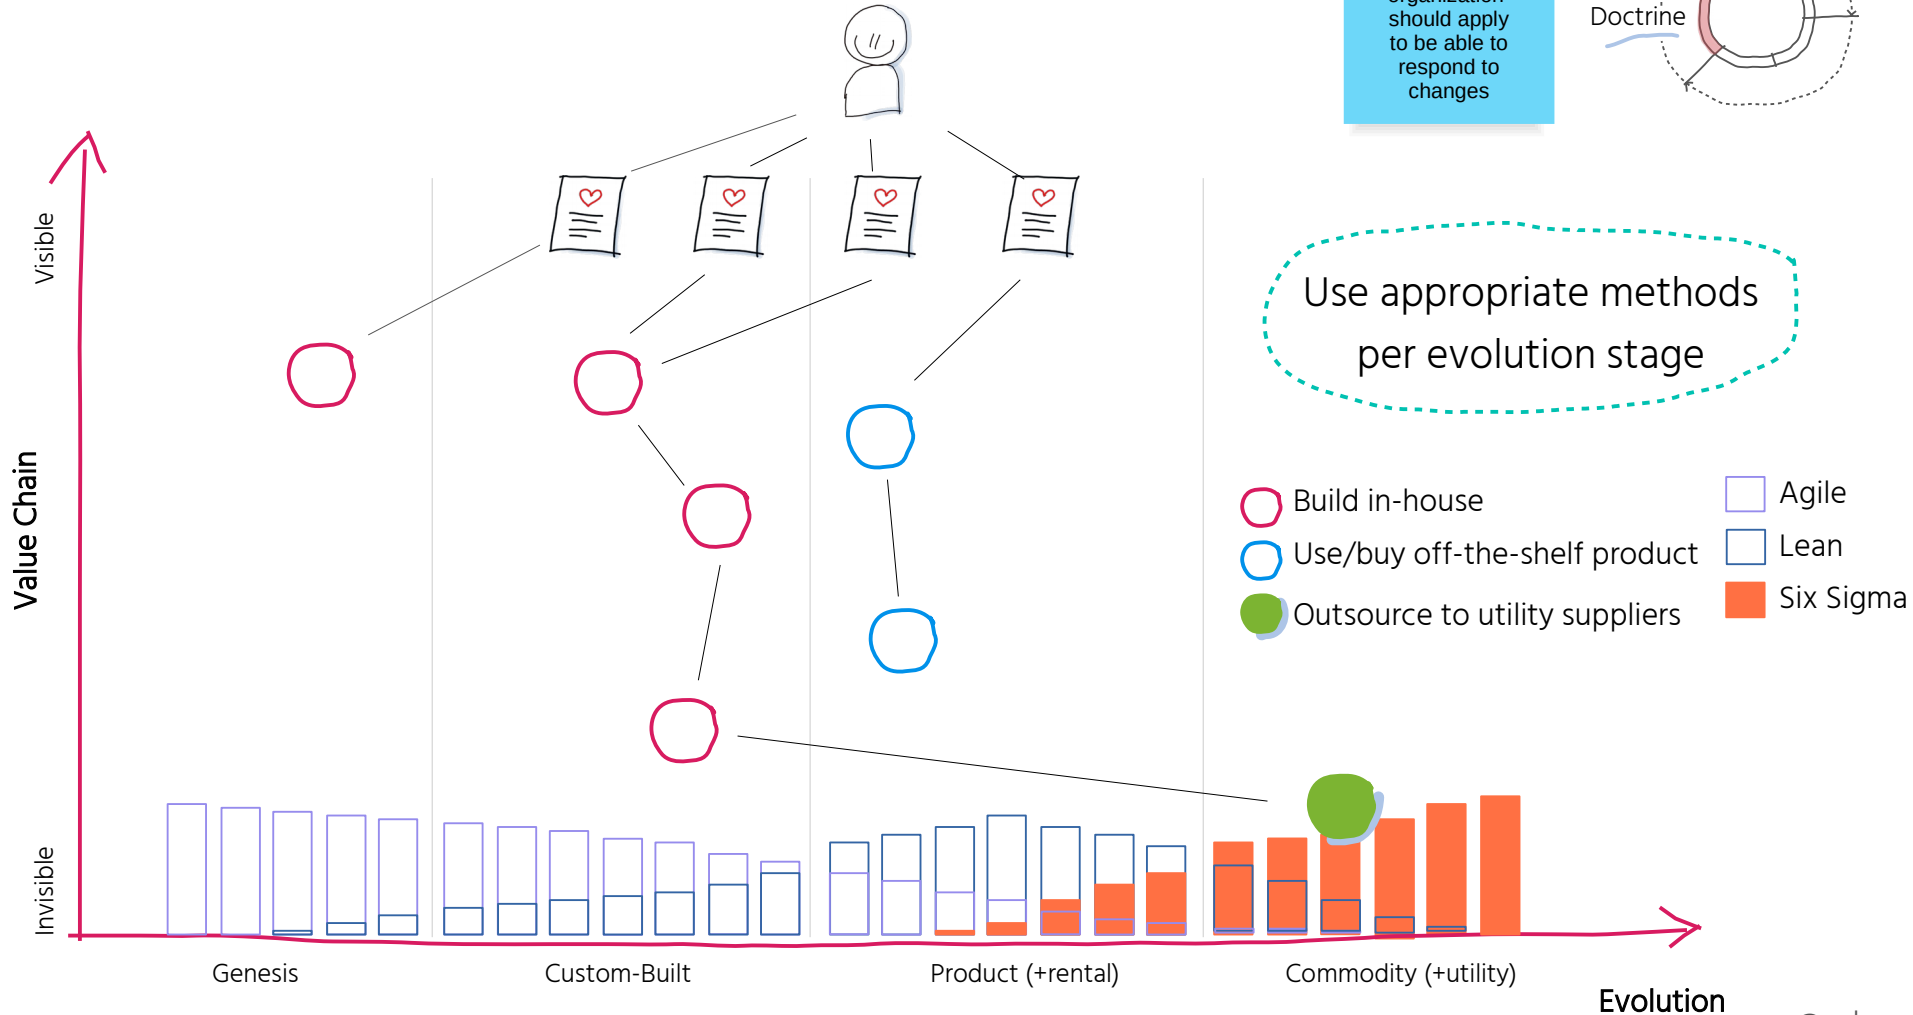 should apply
to be able to
respond to
changes
Doctrine
Visible
Value Chain
Invisible
Use appropriate methods
per evolution stage
Build in-house
Use/buy off-the-shelf product
Outsource to utility suppliers
Agile
Lean
Six Sigma
Genesis
Custom-Built
Product (+rental)
Commodity (+utility)
Evolution